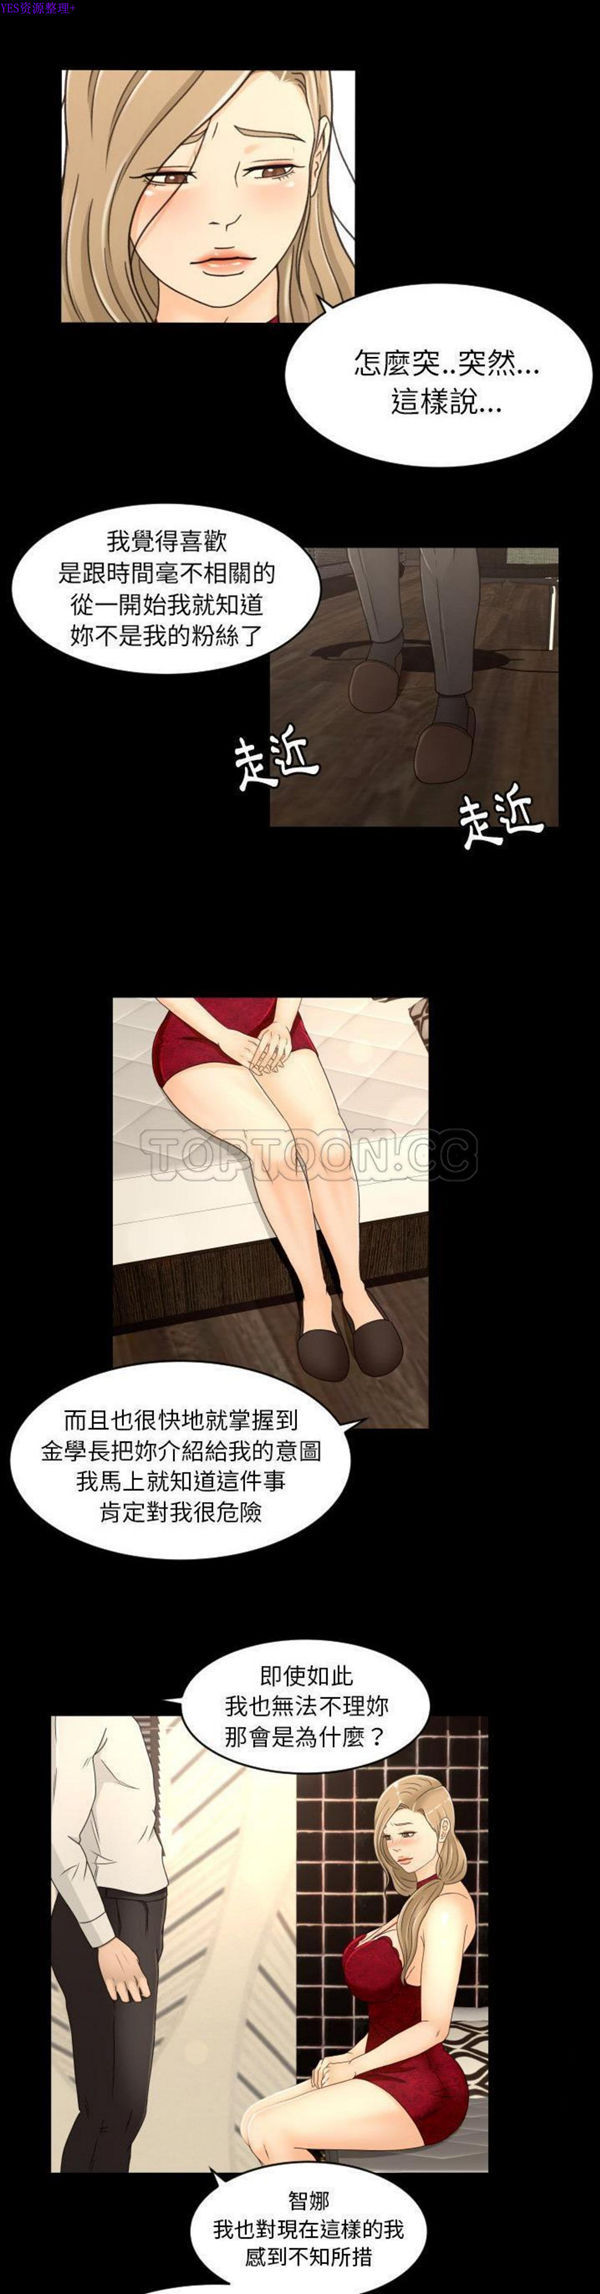 YES资源整理+
怎麼突..突然...
這樣說...
我覺得喜歡
是跟時間毫不相關的
從一開始我就知道
妳不是我的粉絲了
走近
走近
TOPTOON.CC
而且也很快地就掌握到
金學長把妳介紹給我的意圖
我馬上就知道這件事
肯定對我很危險
即使如此
我也無法不理妳
那會是為什麼？
智娜
我也對現在這樣的我
感到不知所措